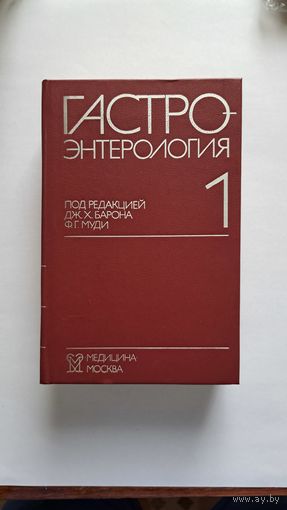 ГАСТРО-
ЭНТЕРОЛОГИЯ
1
ПОД РЕДАКЦИЕЙ
ДЖ. Х. БАРОНА
Ф. Г. МУДИ
МЕДИЦИНА·
МОСКВА
www.ay.by